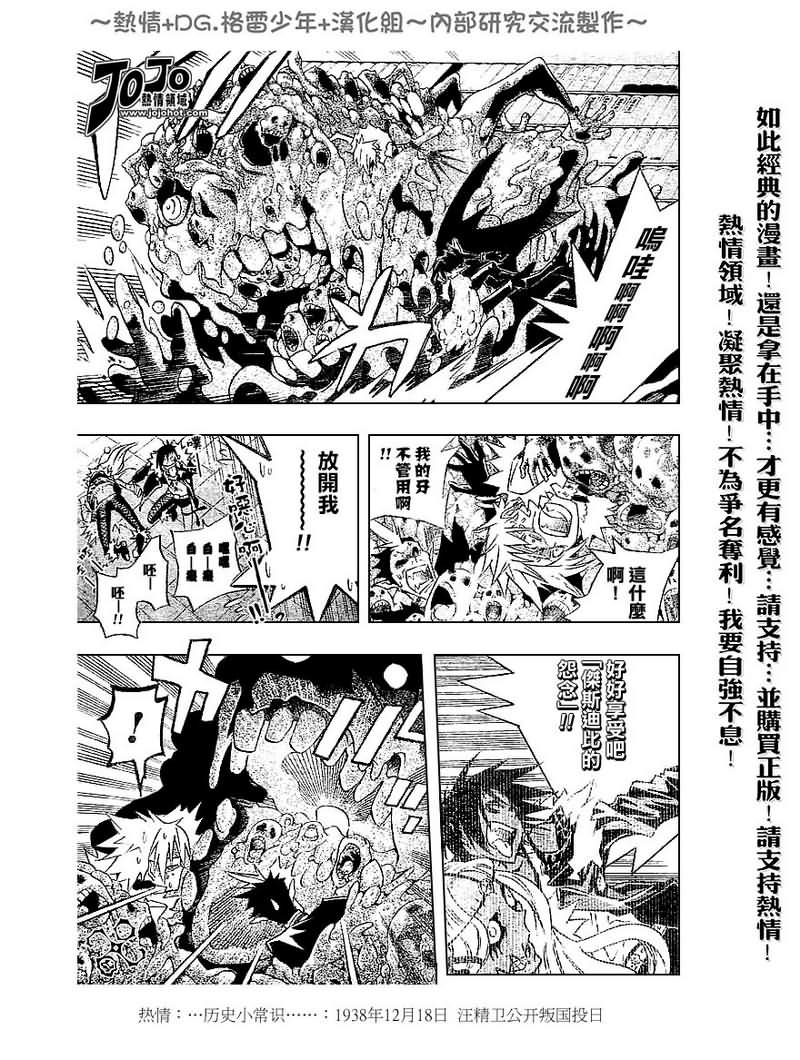 ～熱情+DG.格雷少年+漢化組～內部研究交流製作～
JOJO
熱情領域
www.jojohot.com
如此經典的漫畫！還是拿在手中…才更有感覺…請支持…並購買正版！請支持熱情！
熱情領域！凝聚熱情！不為爭名奪利！我要自強不息！
嗚哇啊啊啊啊啊
我的牙
不管用啊
!!
這什麼
啊！
放開我
～～!!
嘿
好噁心啊——!!
嘿嘿
白—癡
白—癡
呸—
呸—!!
好好享受吧
「傑斯迪比的
怨念」!!
！
热情：…历史小常识……：1938年12月18日 汪精卫公开叛国投日